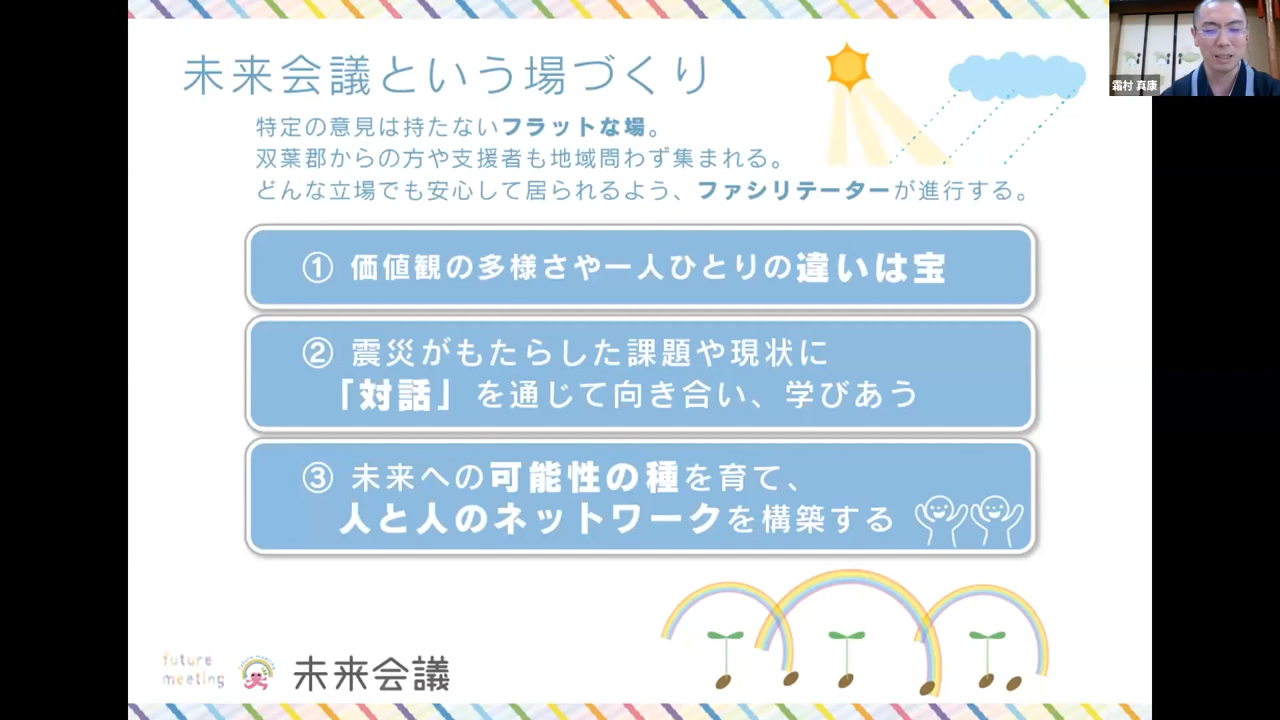 未来会議という場づくり
特定の意見は持たないフラットな場。
双葉郡からの方や支援者も地域問わず集まれる。
どんな立場でも安心して居られるよう、ファシリテーターが進行する。
① 価値観の多様さや一人ひとりの違いは宝
② 震災がもたらした課題や現状に
「対話」を通じて向き合い、学びあう
③ 未来への可能性の種を育て、
人と人のネットワークを構築する
future
meeting
未来会議
霜村 真康